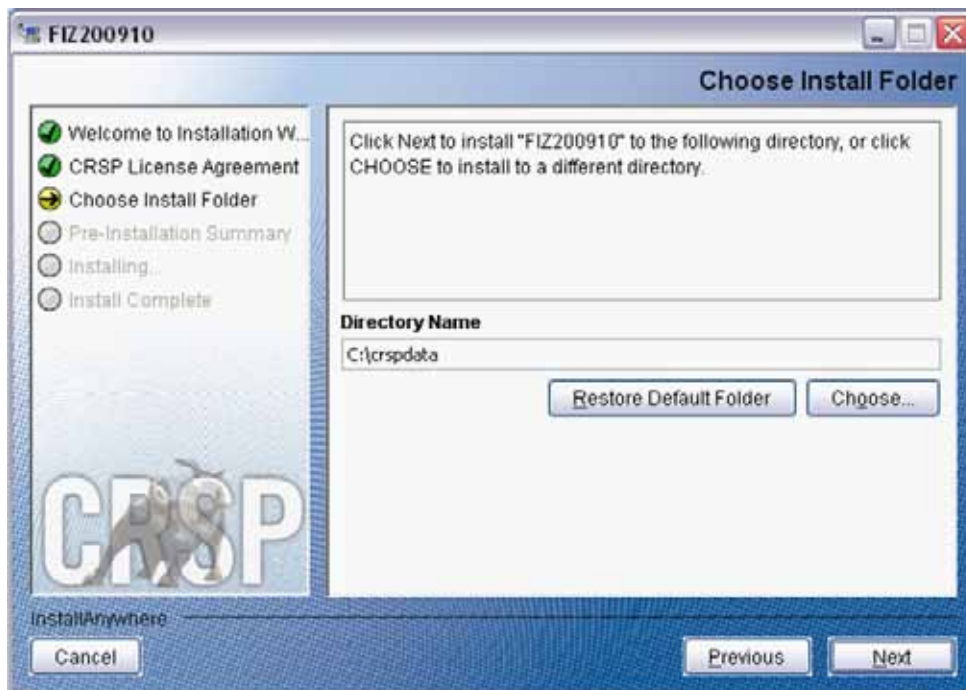 FIZ200910
Choose Install Folder
Welcome to Installation W...
CRSP License Agreement
Choose Install Folder
Pre-Installation Summary
Installing...
Install Complete
Click Next to install "FIZ200910" to the following directory, or click
CHOOSE to install to a different directory.
Directory Name
C:\crspdata
Restore Default Folder
Choose...
CRSP
InstallAnywhere
Cancel
Previous
Next